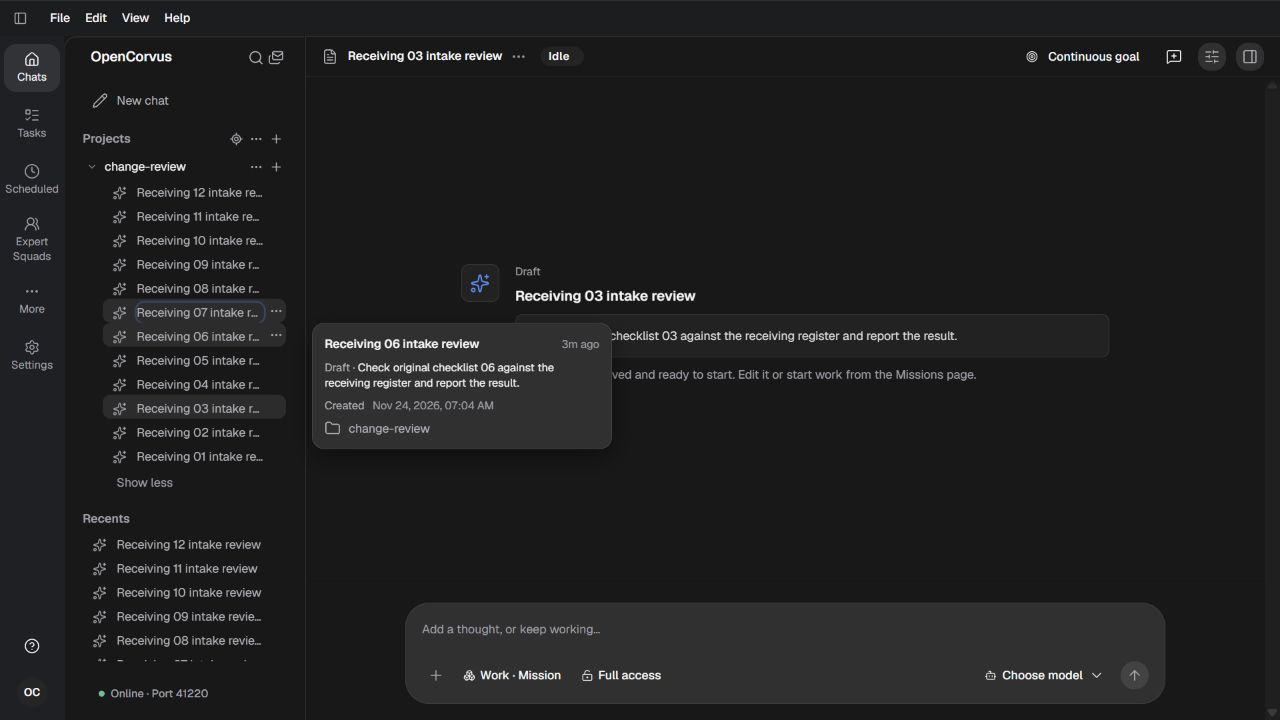 File Edit View Help
OpenCorvus
Receiving 03 intake review ... Idle
Continuous goal
Chats
Tasks
Scheduled
Expert
Squads
More
Settings
OC
New chat
Projects
change-review
Receiving 12 intake re...
Receiving 11 intake re...
Receiving 10 intake re...
Receiving 09 intake r...
Receiving 08 intake r...
Receiving 07 intake r...
Receiving 06 intake r...
Receiving 05 intake r...
Receiving 04 intake r...
Receiving 03 intake r...
Receiving 02 intake r...
Receiving 01 intake re...
Show less
Recents
Receiving 12 intake review
Receiving 11 intake review
Receiving 10 intake review
Receiving 09 intake revie...
Receiving 08 intake revie...
Online · Port 41220
Draft
Receiving 03 intake review
checklist 03 against the receiving register and report the result.
and ready to start. Edit it or start work from the Missions page.
Receiving 06 intake review 3m ago
Draft · Check original checklist 06 against the
receiving register and report the result.
Created Nov 24, 2026, 07:04 AM
change-review
Add a thought, or keep working...
Work · Mission Full access
Choose model